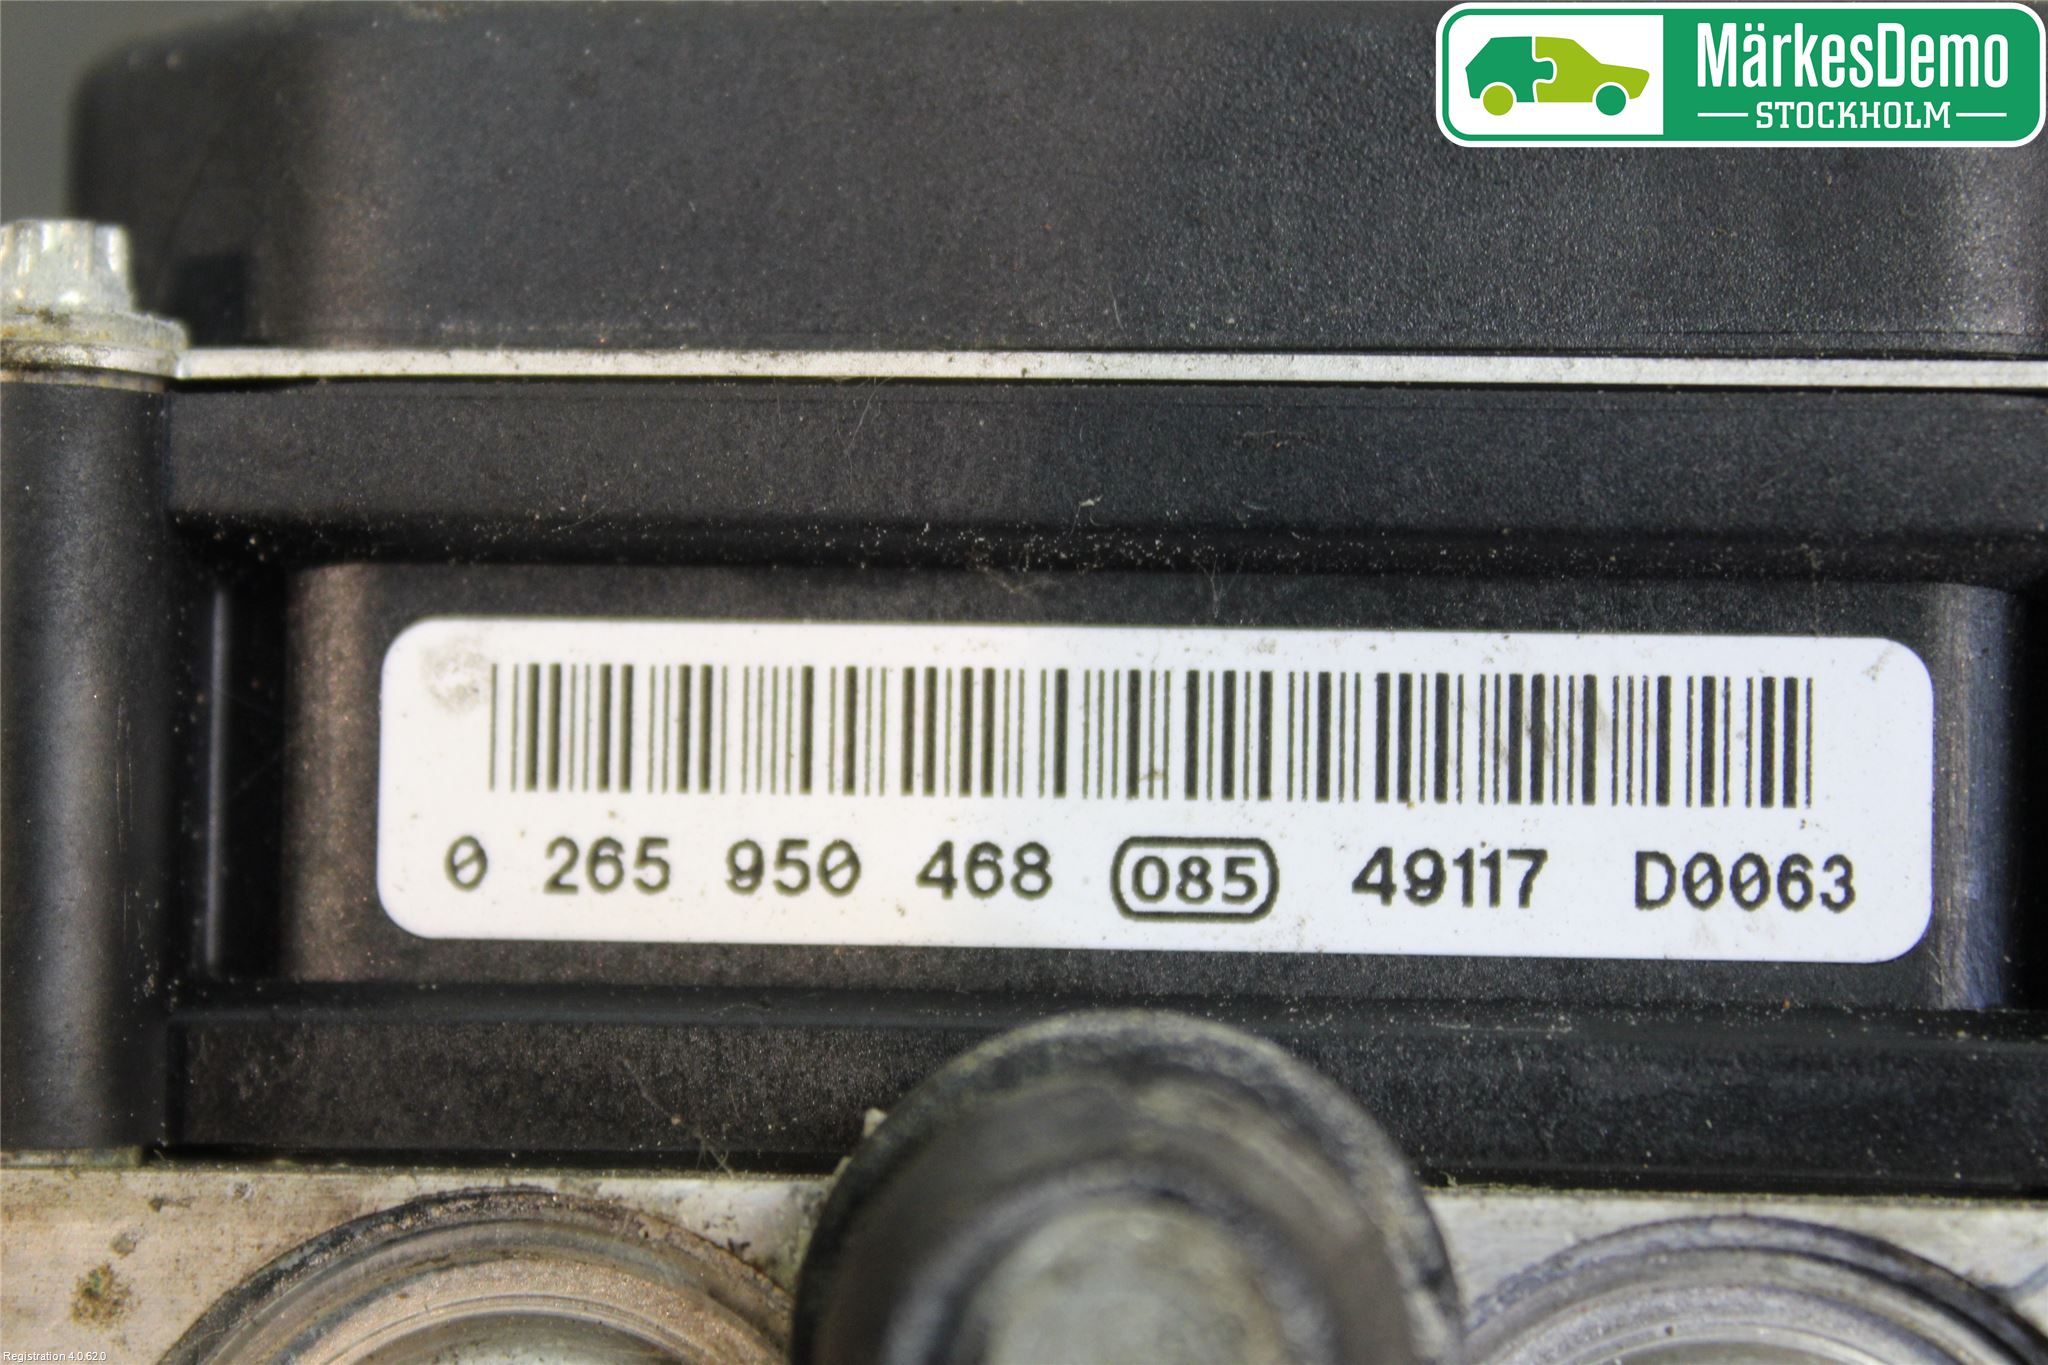 MärkesDemo
STOCKHOLM
0 265 950 468 085 49117 D0063
Registration 4.0.62.0